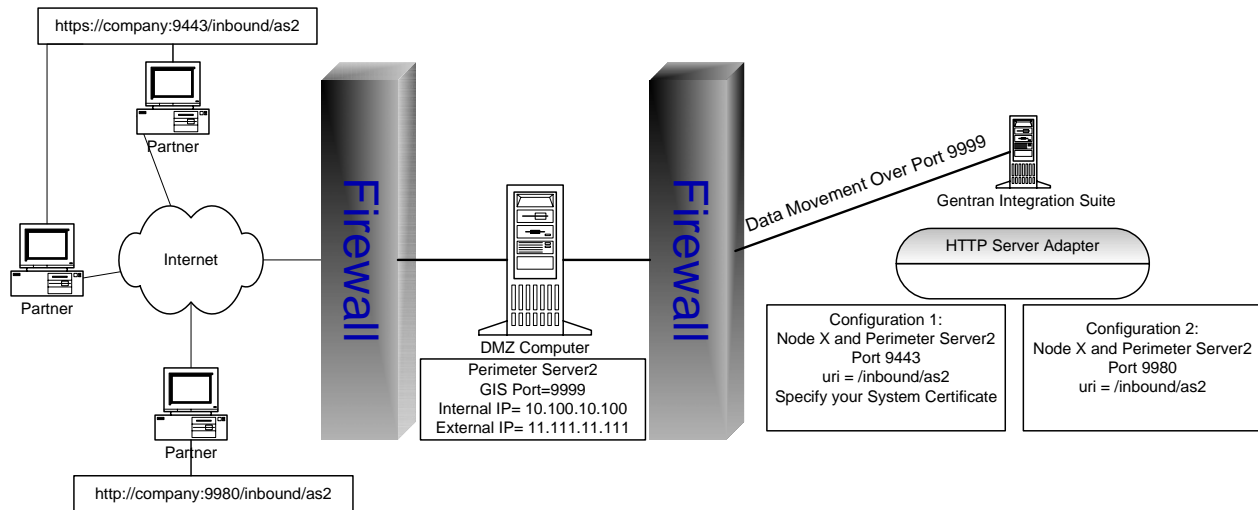 https://company:9443/inbound/as2
Partner
Partner
Internet
Partner
http://company:9980/inbound/as2
Firewall
DMZ Computer
Perimeter Server2
GIS Port=9999
Internal IP= 10.100.10.100
External IP= 11.111.11.111
Firewall
Data Movement Over Port 9999
Gentran Integration Suite
HTTP Server Adapter
Configuration 1:
Node X and Perimeter Server2
Port 9443
uri = /inbound/as2
Specify your System Certificate
Configuration 2:
Node X and Perimeter Server2
Port 9980
uri = /inbound/as2